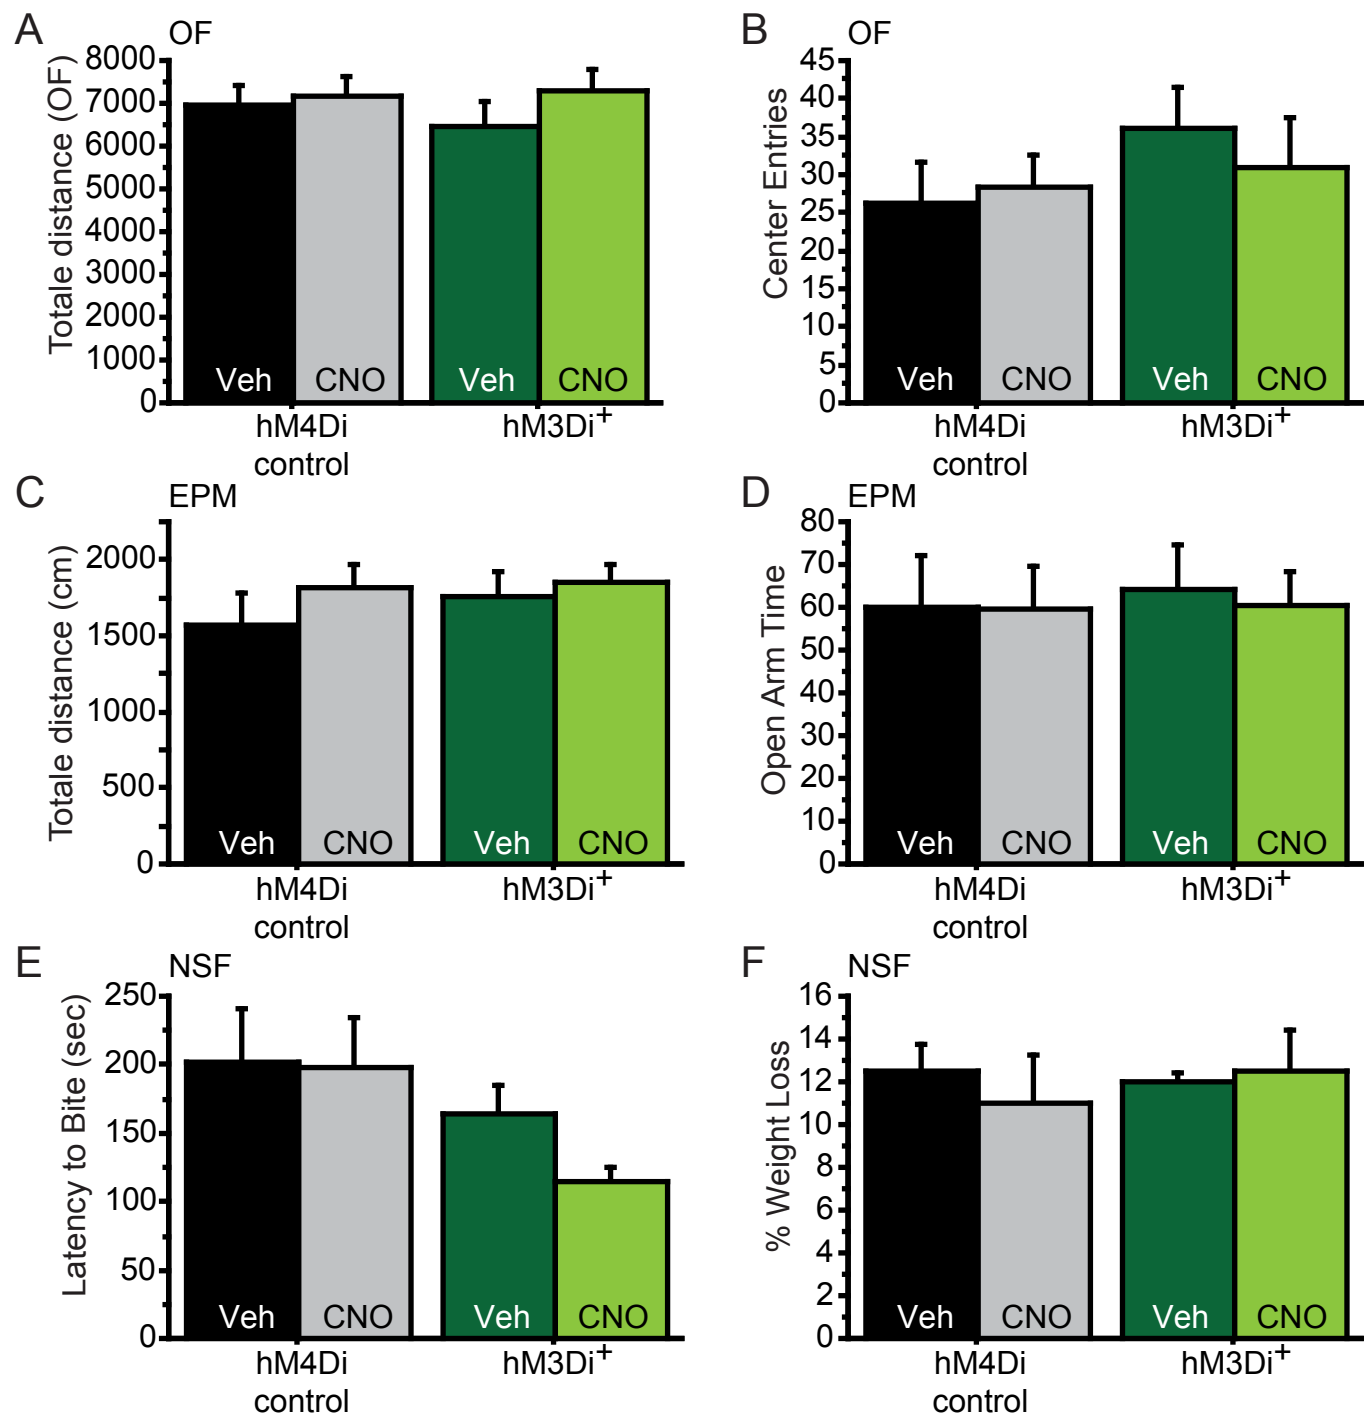 A
OF
Totale distance (OF)
8000
7000
6000
5000
4000
3000
2000
1000
0
Veh
CNO
Veh
CNO
hM4Di
control
hM3Di+
B
OF
Center Entries
45
40
35
30
25
20
15
10
5
0
Veh
CNO
Veh
CNO
hM4Di
control
hM3Di+
C
EPM
Totale distance (cm)
2000
1500
1000
500
0
Veh
CNO
Veh
CNO
hM4Di
control
hM3Di+
D
EPM
Open Arm Time
80
70
60
50
40
30
20
10
0
Veh
CNO
Veh
CNO
hM4Di
control
hM3Di+
E
NSF
Latency to Bite (sec)
250
200
150
100
50
0
Veh
CNO
Veh
CNO
hM4Di
control
hM3Di+
F
NSF
% Weight Loss
16
14
12
10
8
6
4
2
0
Veh
CNO
Veh
CNO
hM4Di
control
hM3Di+